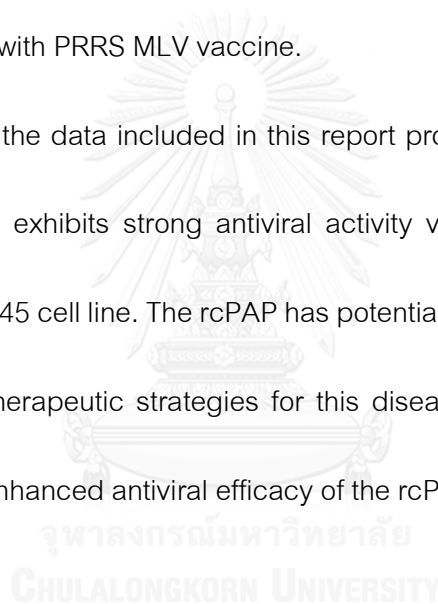 with PRRS MLV vaccine.
the data included in this report pro
exhibits strong antiviral activity v
45 cell line. The rcPAP has potential
herapeutic strategies for this disea
nhanced antiviral efficacy of the rcP
จุฬาลงกรณ์มหาวิทยาลัย
CHULALONGKORN UNIVERSITY